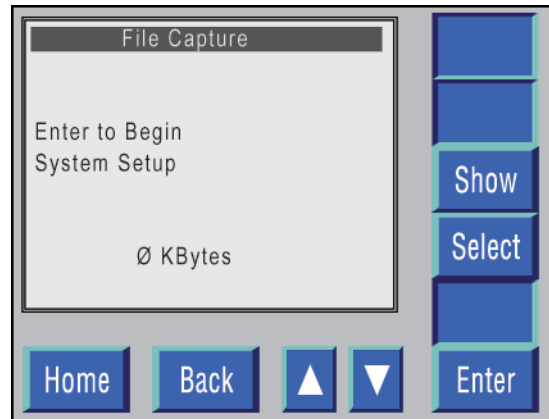 File Capture
Enter to Begin
System Setup
Ø KBytes
Show
Select
Home
Back
Enter